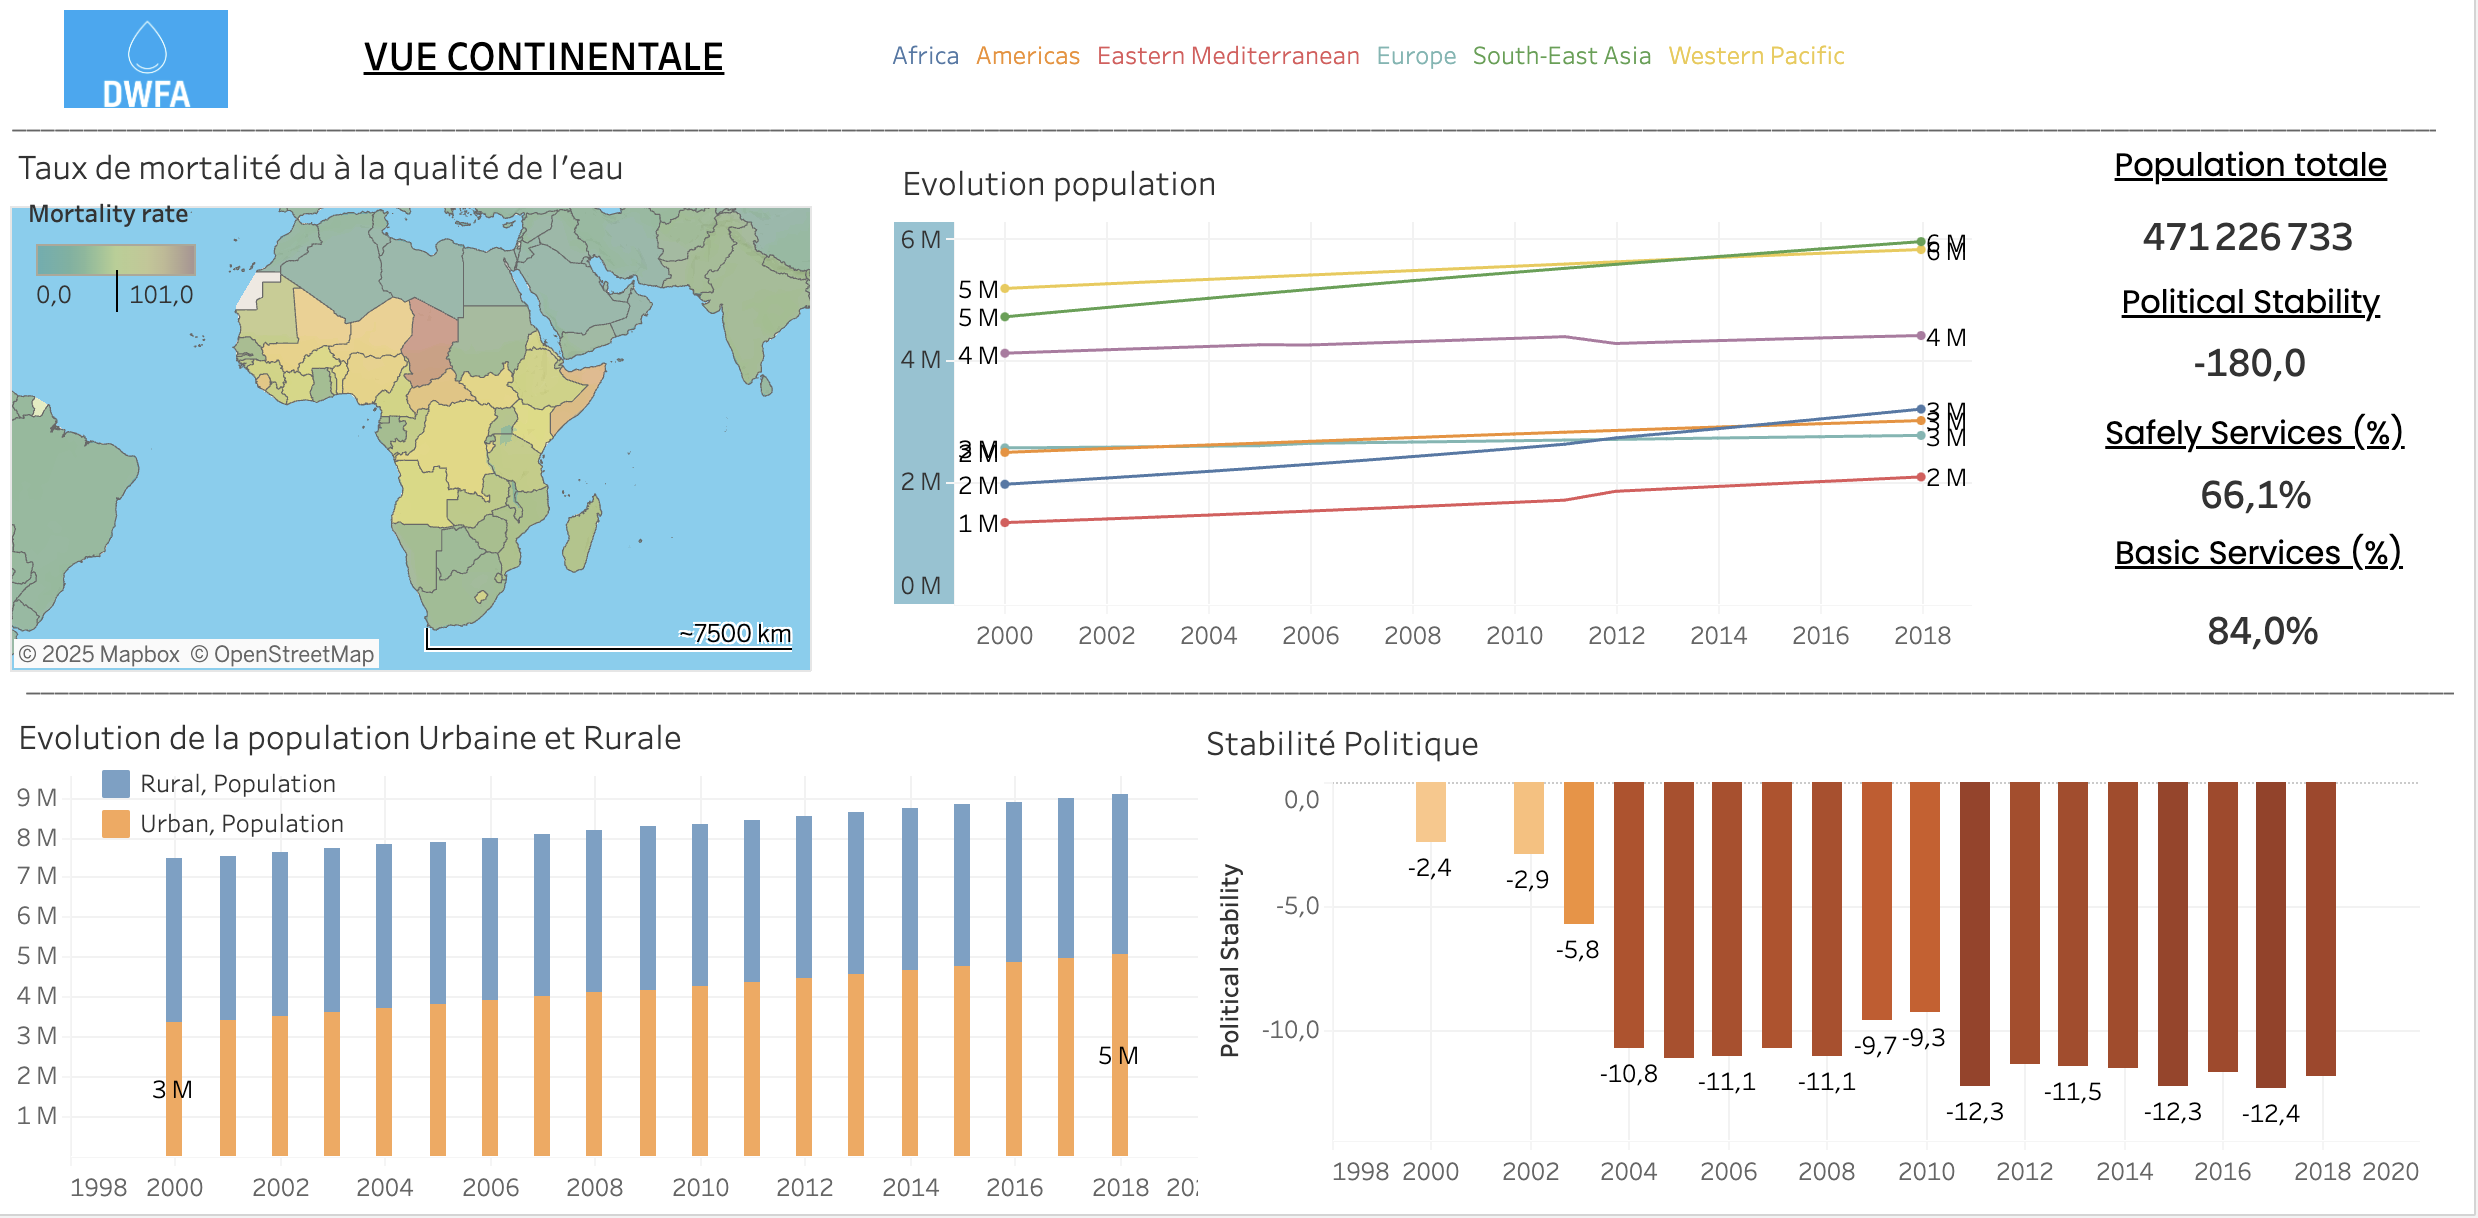 DWFA
VUE CONTINENTALE
Africa Americas Eastern Mediterranean Europe South-East Asia Western Pacific
Taux de mortalité du à la qualité de l'eau
Mortality rate
0,0 101,0
~7500 km
© 2025 Mapbox © OpenStreetMap
Evolution population
6 M
4 M
2 M
0 M
5 M
5 M
4 M
3 M
2 M
2 M
1 M
6 M
6 M
4 M
3 M
3 M
3 M
2 M
2000 2002 2004 2006 2008 2010 2012 2014 2016 2018
Population totale
471 226 733
Political Stability
-180,0
Safely Services (%)
66,1%
Basic Services (%)
84,0%
Evolution de la population Urbaine et Rurale
Rural, Population
Urban, Population
9 M
8 M
7 M
6 M
5 M
4 M
3 M
2 M
1 M
3 M
5 M
1998 2000 2002 2004 2006 2008 2010 2012 2014 2016 2018
Stabilité Politique
Political Stability
0,0
-5,0
-10,0
-2,4
-2,9
-5,8
-10,8
-11,1
-11,1
-9,7
-9,3
-12,3
-11,5
-12,3
-12,4
1998 2000 2002 2004 2006 2008 2010 2012 2014 2016 2018 2020